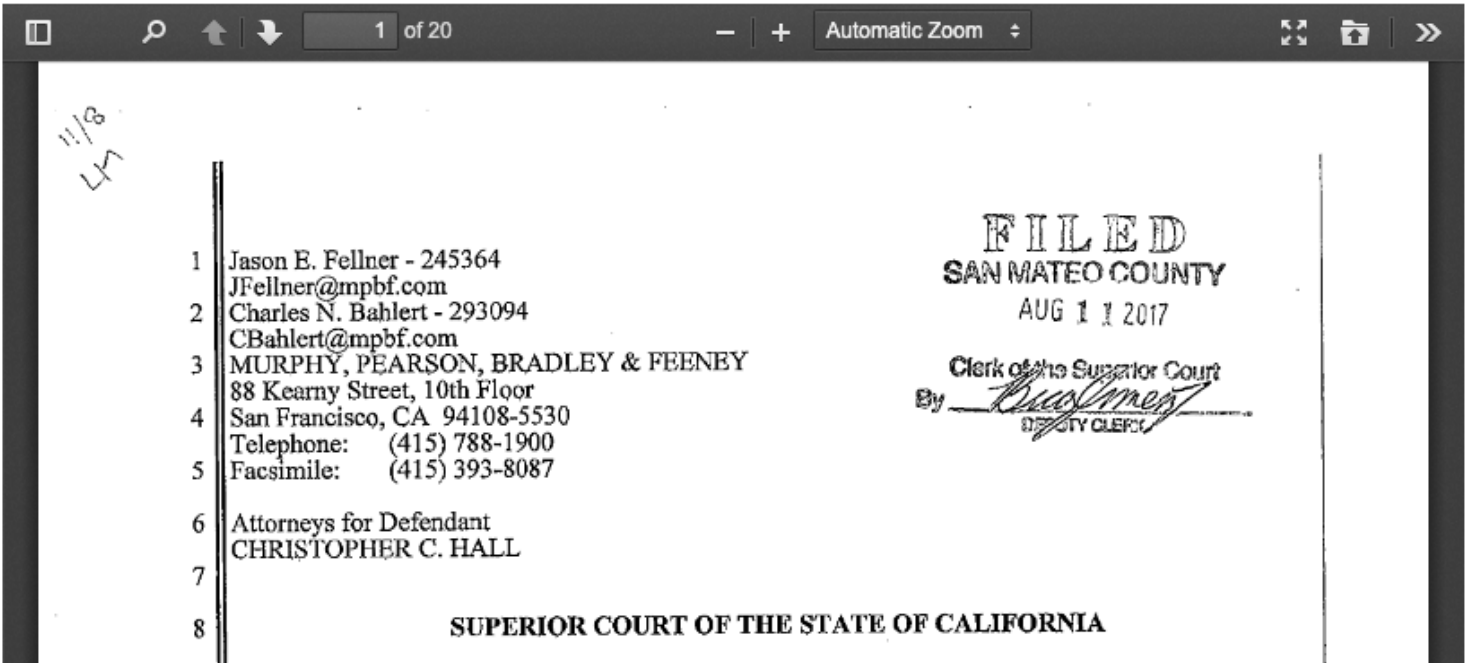 1 of 20
Automatic Zoom
11/8
LM
FILED
SAN MATEO COUNTY
AUG 1 1 2017
Clerk of the Superior Court
By
DEPUTY CLERK
1 Jason E. Fellner - 245364
JFellner@mpbf.com
2 Charles N. Bahlert - 293094
CBahlert@mpbf.com
3 MURPHY, PEARSON, BRADLEY & FEENEY
88 Kearny Street, 10th Floor
4 San Francisco, CA 94108-5530
Telephone: (415) 788-1900
5 Facsimile: (415) 393-8087
6 Attorneys for Defendant
CHRISTOPHER C. HALL
7
8 SUPERIOR COURT OF THE STATE OF CALIFORNIA